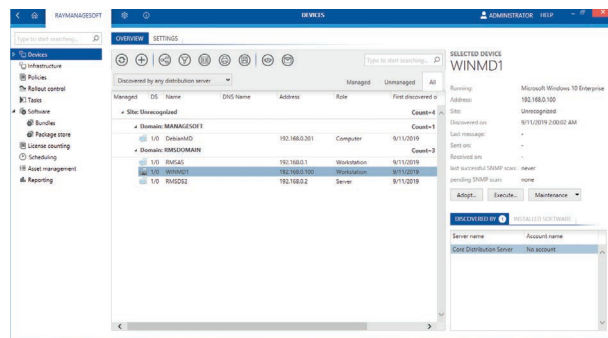 RAYMANAGESOFT
DEVICES
ADMINISTRATOR HELP
Type to start searching...
Devices
Infrastructure
Policies
Rollout control
Tasks
Software
Bundles
Package store
License counting
Scheduling
Asset management
Reporting
OVERVIEW SETTINGS
Type to start searching...
Discovered by any distribution server
Managed Unmanaged All
Managed DS Name DNS Name Address Role First discovered o
Site: Unrecognized Count=4
Domain: MANAGESOFT Count=1
1/0 DebianMD 192.168.0.201 Computer 9/11/2019
Domain: RMSDOMAIN Count=3
1/0 RMSAS 192.168.0.1 Workstation 9/11/2019
1/0 WINMD1 192.168.0.100 Workstation 9/11/2019
1/0 RMSDS2 192.168.0.2 Server 9/11/2019
SELECTED DEVICE
WINMD1
Running: Microsoft Windows 10 Enterprise
Address: 192.168.0.100
Site: Unrecognized
Discovered on: 9/11/2019 2:00:02 AM
Last message: -
Sent on: -
Received on: -
last successful SNMP scan: never
pending SNMP scan: none
Adopt... Execute... Maintenance
DISCOVERED BY 1 INSTALLED SOFTWARE
Server name Account name
Core Distribution Server No account